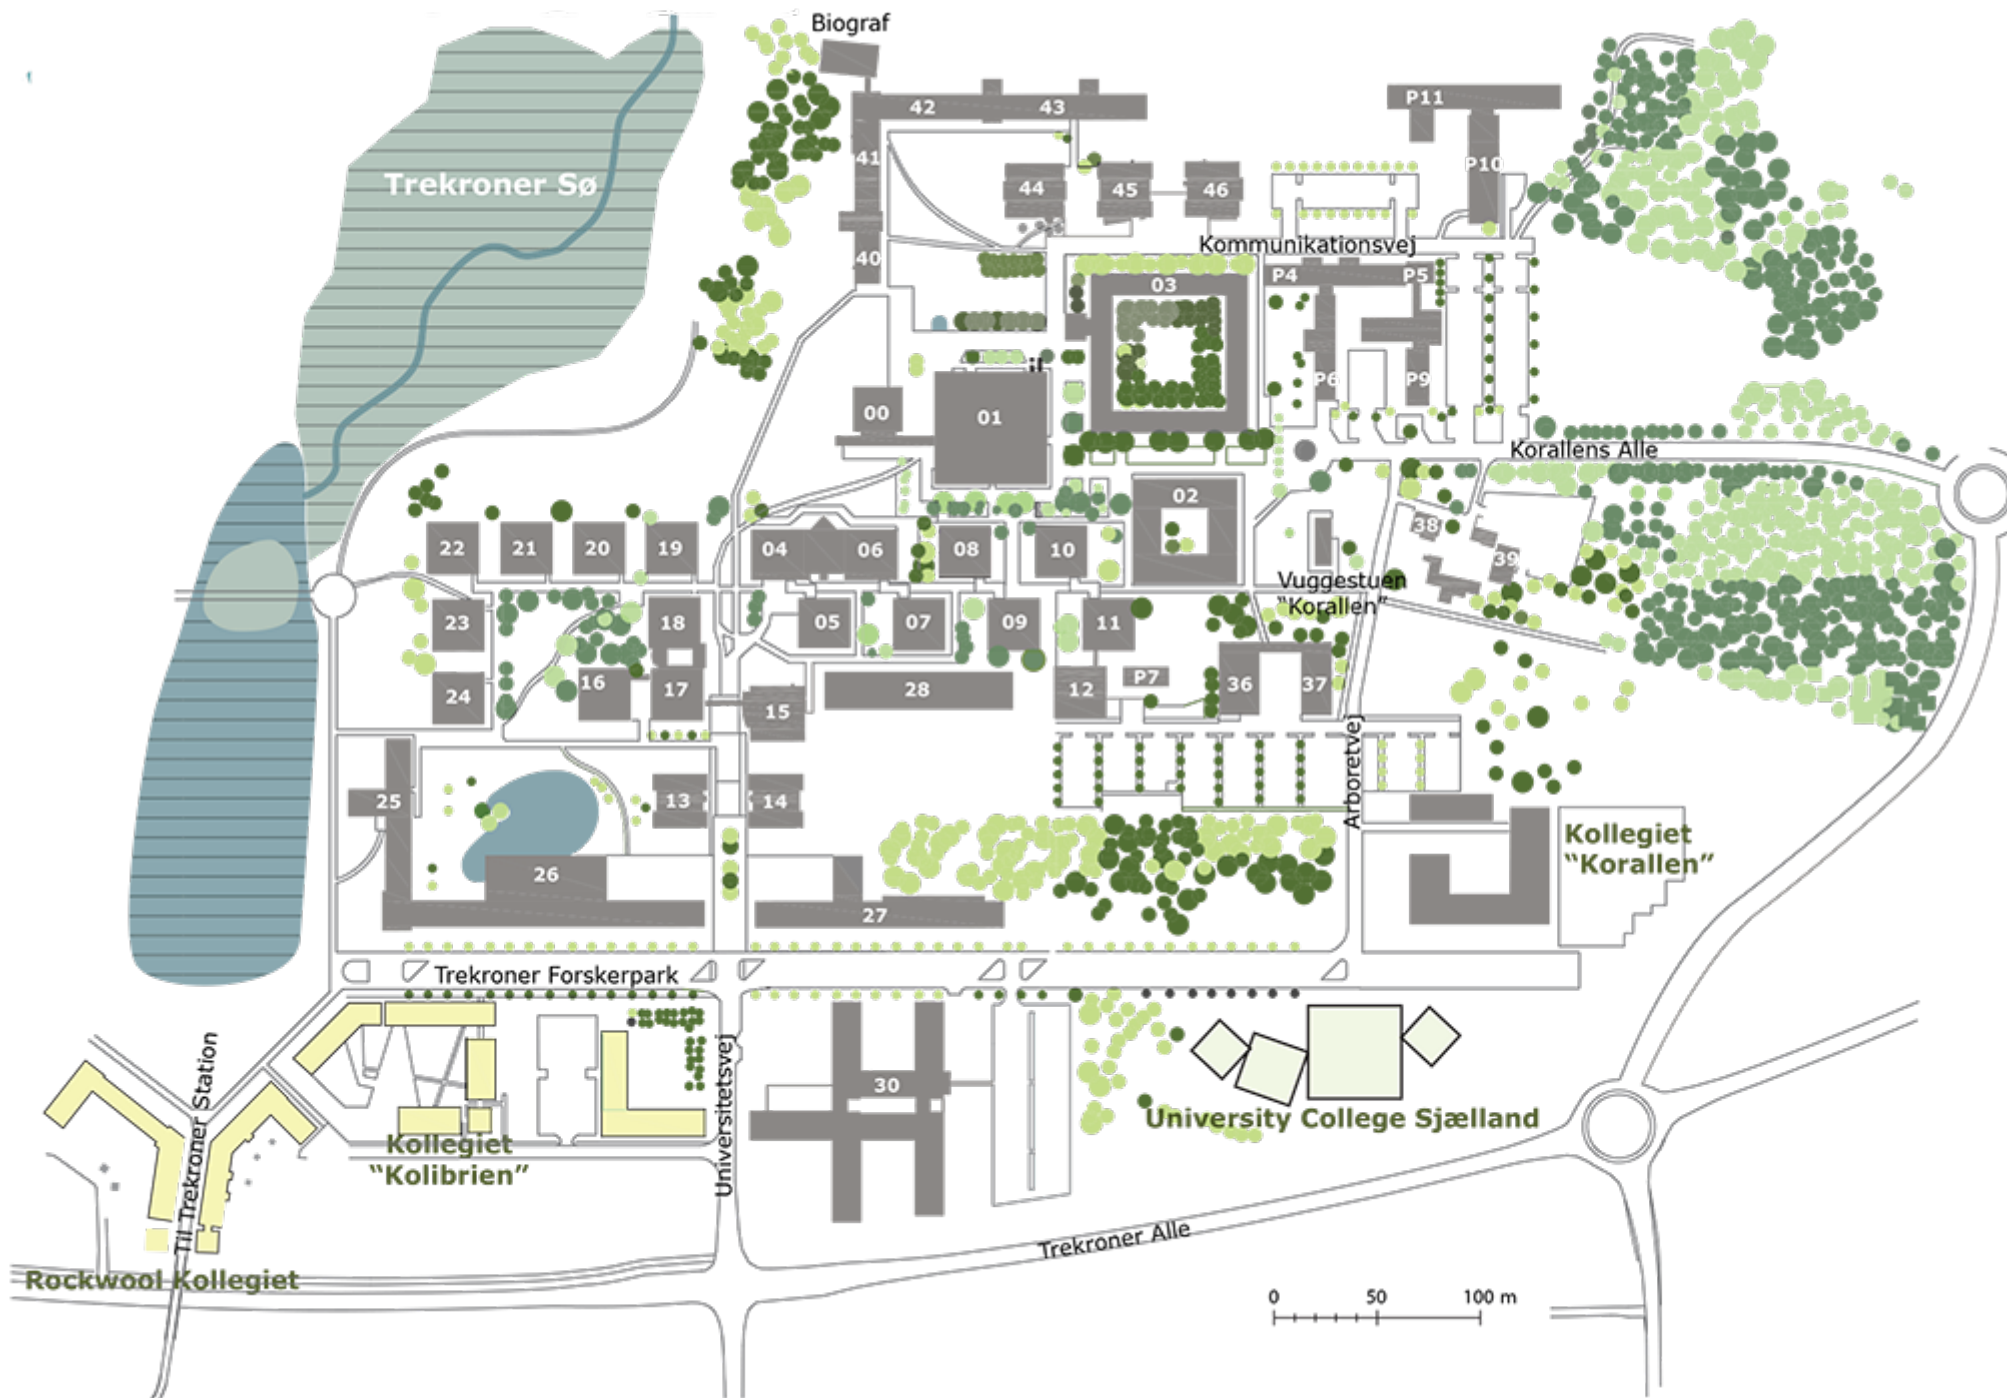 Biograf
42
43
P11
41
P10
Trekroner Sø
44
45
46
Kommunikationsvej
40
03
P4
P5
P6
P9
00
01
Korallens Alle
02
38
39
22
21
20
19
04
06
08
10
Vuggestuen
“Korallen”
23
18
05
07
09
11
24
16
17
15
28
12
P7
36
37
Arboretvej
25
13
14
Kollegiet
“Korallen”
26
27
Trekroner Forskerpark
Til Trekroner Station
Universitetsvej
30
University College Sjælland
Kollegiet
“Kolibrien”
Trekroner Alle
Rockwool Kollegiet
0 50 100 m